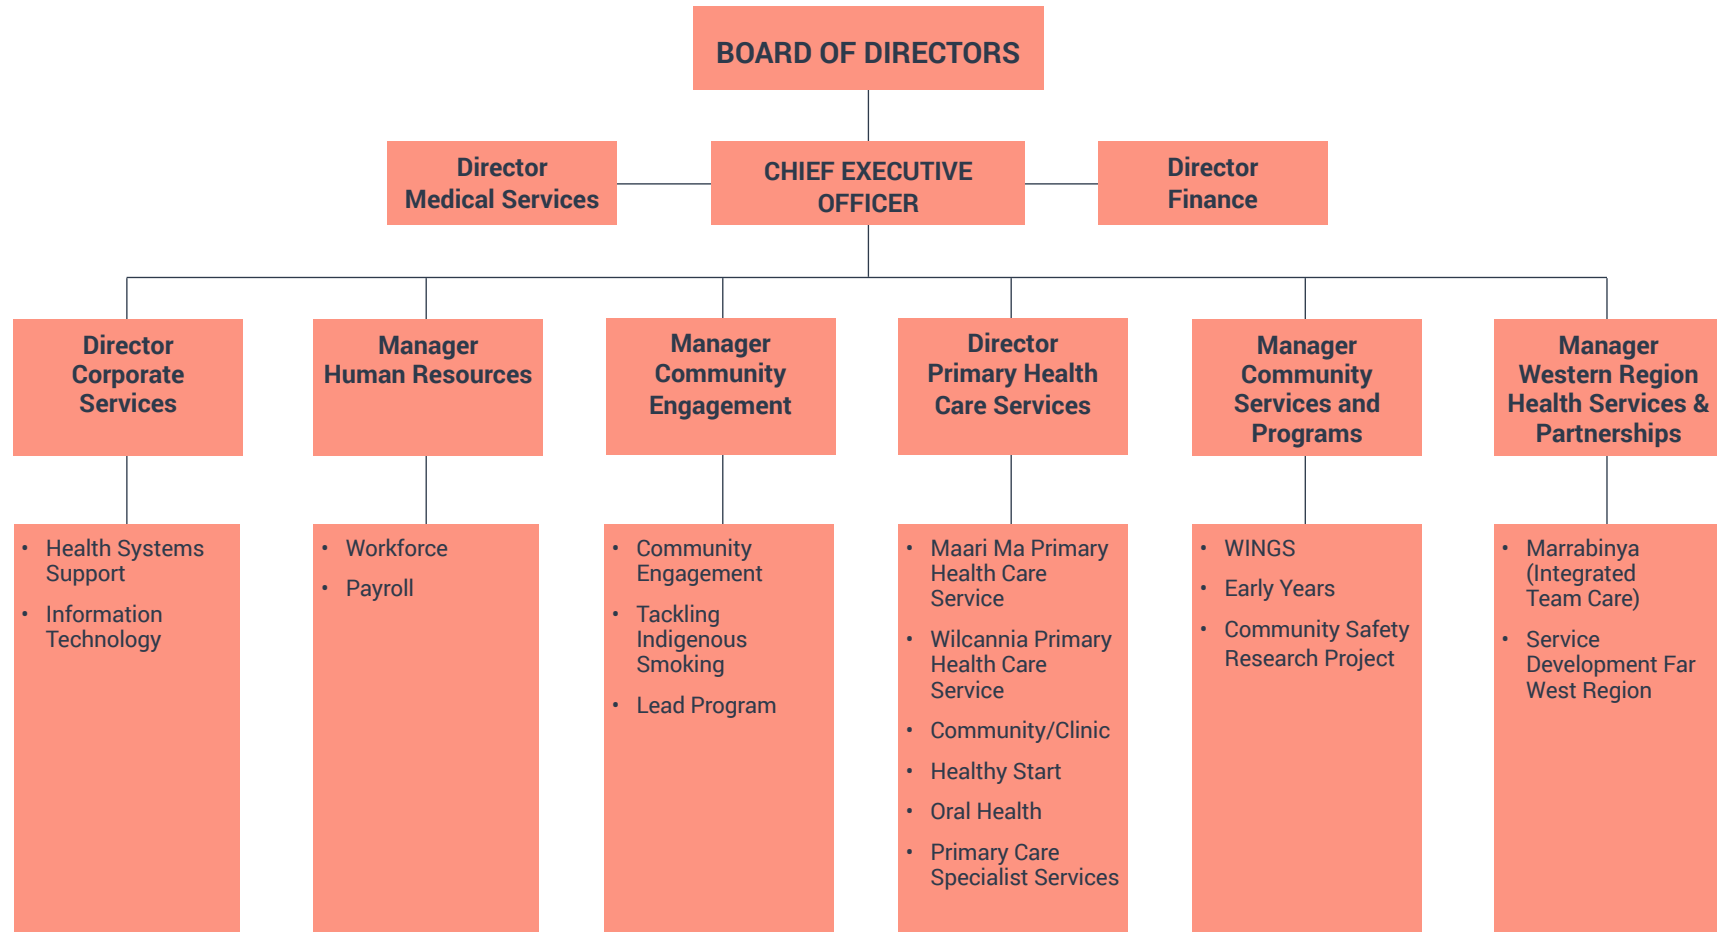 BOARD OF DIRECTORS
Director
Medical Services
CHIEF EXECUTIVE
OFFICER
Director
Finance
Director
Corporate
Services
Manager
Human Resources
Manager
Community
Engagement
Director
Primary Health
Care Services
Manager
Community
Services and
Programs
Manager
Western Region
Health Services &
Partnerships
• Health Systems
Support
• Information
Technology
• Workforce
• Payroll
• Community
Engagement
• Tackling
Indigenous
Smoking
• Lead Program
• Maari Ma Primary
Health Care
Service
• Wilcannia Primary
Health Care
Service
• Community/Clinic
• Healthy Start
• Oral Health
• Primary Care
Specialist Services
• WINGS
• Early Years
• Community Safety
Research Project
• Marrabinya
(Integrated
Team Care)
• Service
Development Far
West Region